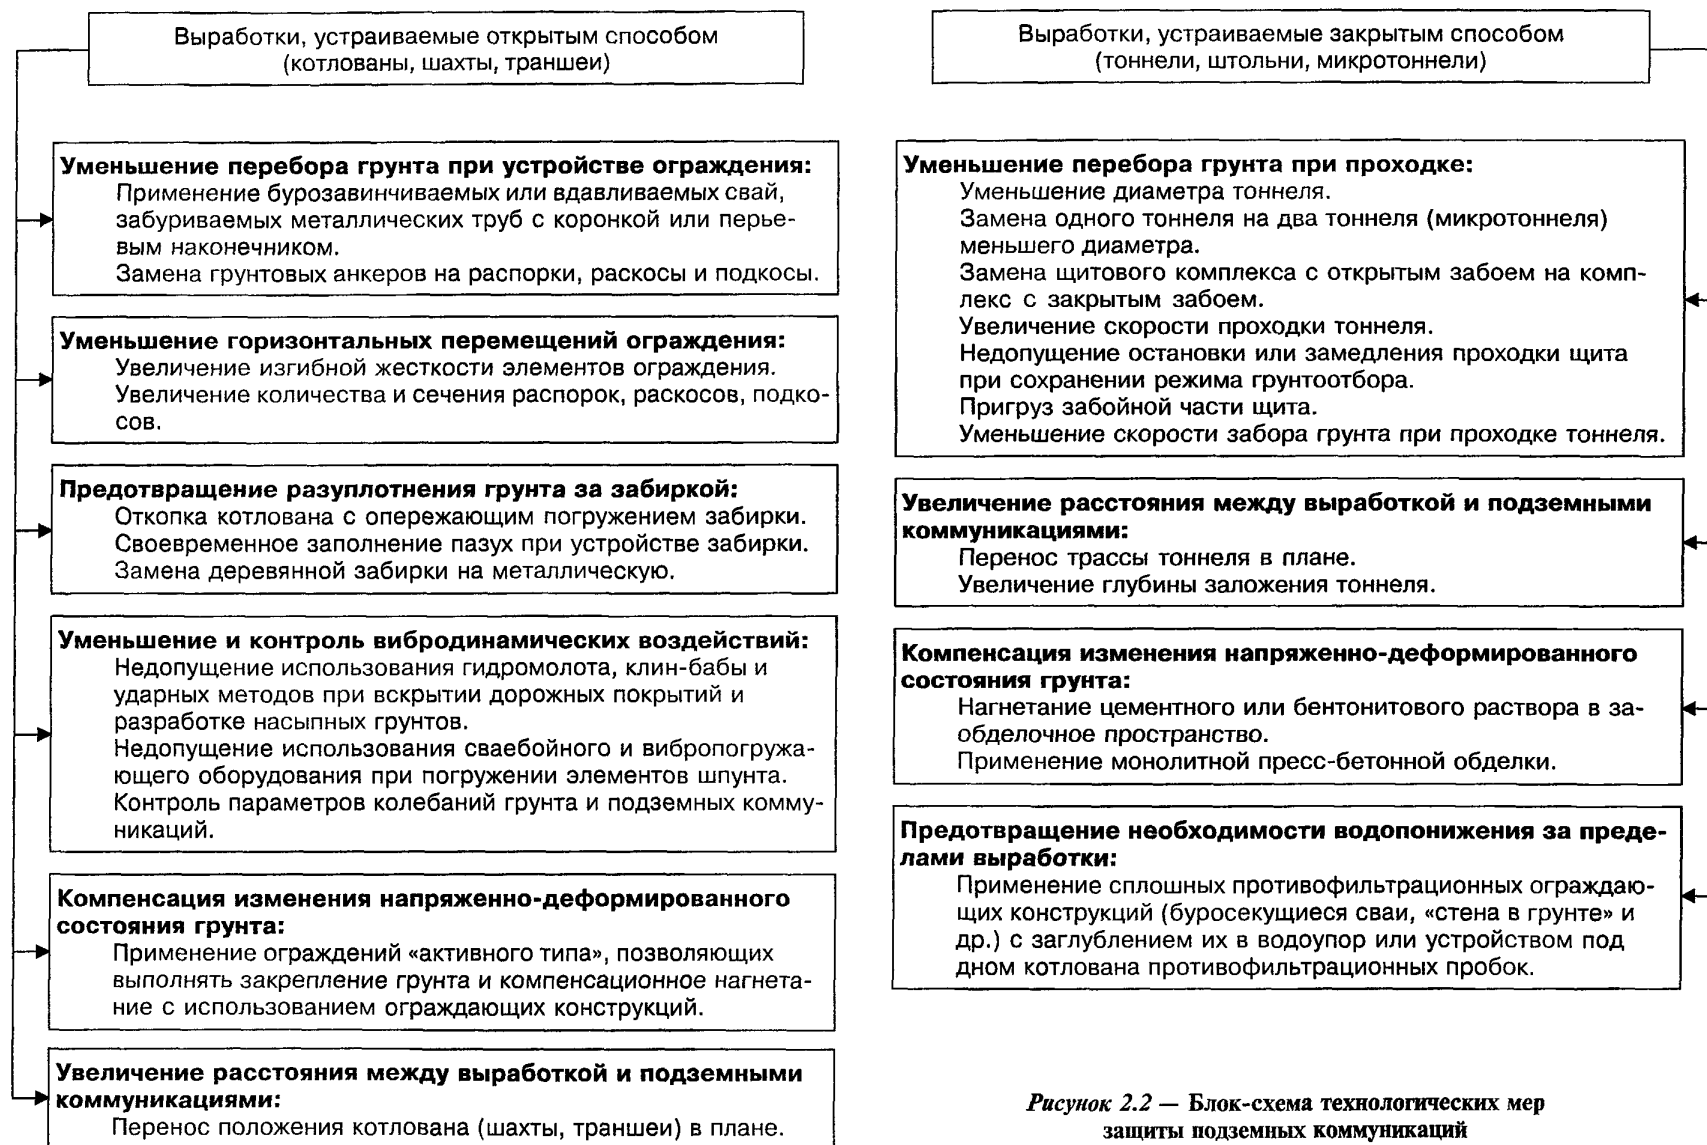 Выработки, устраиваемые открытым способом
(котлованы, шахты, траншеи)
Уменьшение перебора грунта при устройстве ограждения:
Применение бурозавинчиваемых или вдавливаемых свай,
забуриваемых металлических труб с коронкой или перье-
вым наконечником.
Замена грунтовых анкеров на распорки, раскосы и подкосы.
Уменьшение горизонтальных перемещений ограждения:
Увеличение изгибной жесткости элементов ограждения.
Увеличение количества и сечения распорок, раскосов, подко-
сов.
Предотвращение разуплотнения грунта за забиркой:
Откопка котлована с опережающим погружением забирки.
Своевременное заполнение пазух при устройстве забирки.
Замена деревянной забирки на металлическую.
Уменьшение и контроль вибродинамических воздействий:
Недопущение использования гидромолота, клин-бабы и
ударных методов при вскрытии дорожных покрытий и
разработке насыпных грунтов.
Недопущение использования сваебойного и вибропогружа-
ющего оборудования при погружении элементов шпунта.
Контроль параметров колебаний грунта и подземных комму-
никаций.
Компенсация изменения напряженно-деформированного
состояния грунта:
Применение ограждений «активного типа», позволяющих
выполнять закрепление грунта и компенсационное нагнета-
ние с использованием ограждающих конструкций.
Увеличение расстояния между выработкой и подземными
коммуникациями:
Перенос положения котлована (шахты, траншеи) в плане.
Выработки, устраиваемые закрытым способом
(тоннели, штольни, микротоннели)
Уменьшение перебора грунта при проходке:
Уменьшение диаметра тоннеля.
Замена одного тоннеля на два тоннеля (микротоннеля)
меньшего диаметра.
Замена щитового комплекса с открытым забоем на комп-
лекс с закрытым забоем.
Увеличение скорости проходки тоннеля.
Недопущение остановки или замедления проходки щита
при сохранении режима грунтоотбора.
Пригруз забойной части щита.
Уменьшение скорости забора грунта при проходке тоннеля.
Увеличение расстояния между выработкой и подземными
коммуникациями:
Перенос трассы тоннеля в плане.
Увеличение глубины заложения тоннеля.
Компенсация изменения напряженно-деформированного
состояния грунта:
Нагнетание цементного или бентонитового раствора в за-
обделочное пространство.
Применение монолитной пресс-бетонной обделки.
Предотвращение необходимости водопонижения за преде-
лами выработки:
Применение сплошных противофильтрационных ограждаю-
щих конструкций (буросекущиеся сваи, «стена в грунте» и
др.) с заглублением их в водоупор или устройством под
дном котлована противофильтрационных пробок.
Рисунок 2.2 — Блок-схема технологических мер
защиты подземных коммуникаций